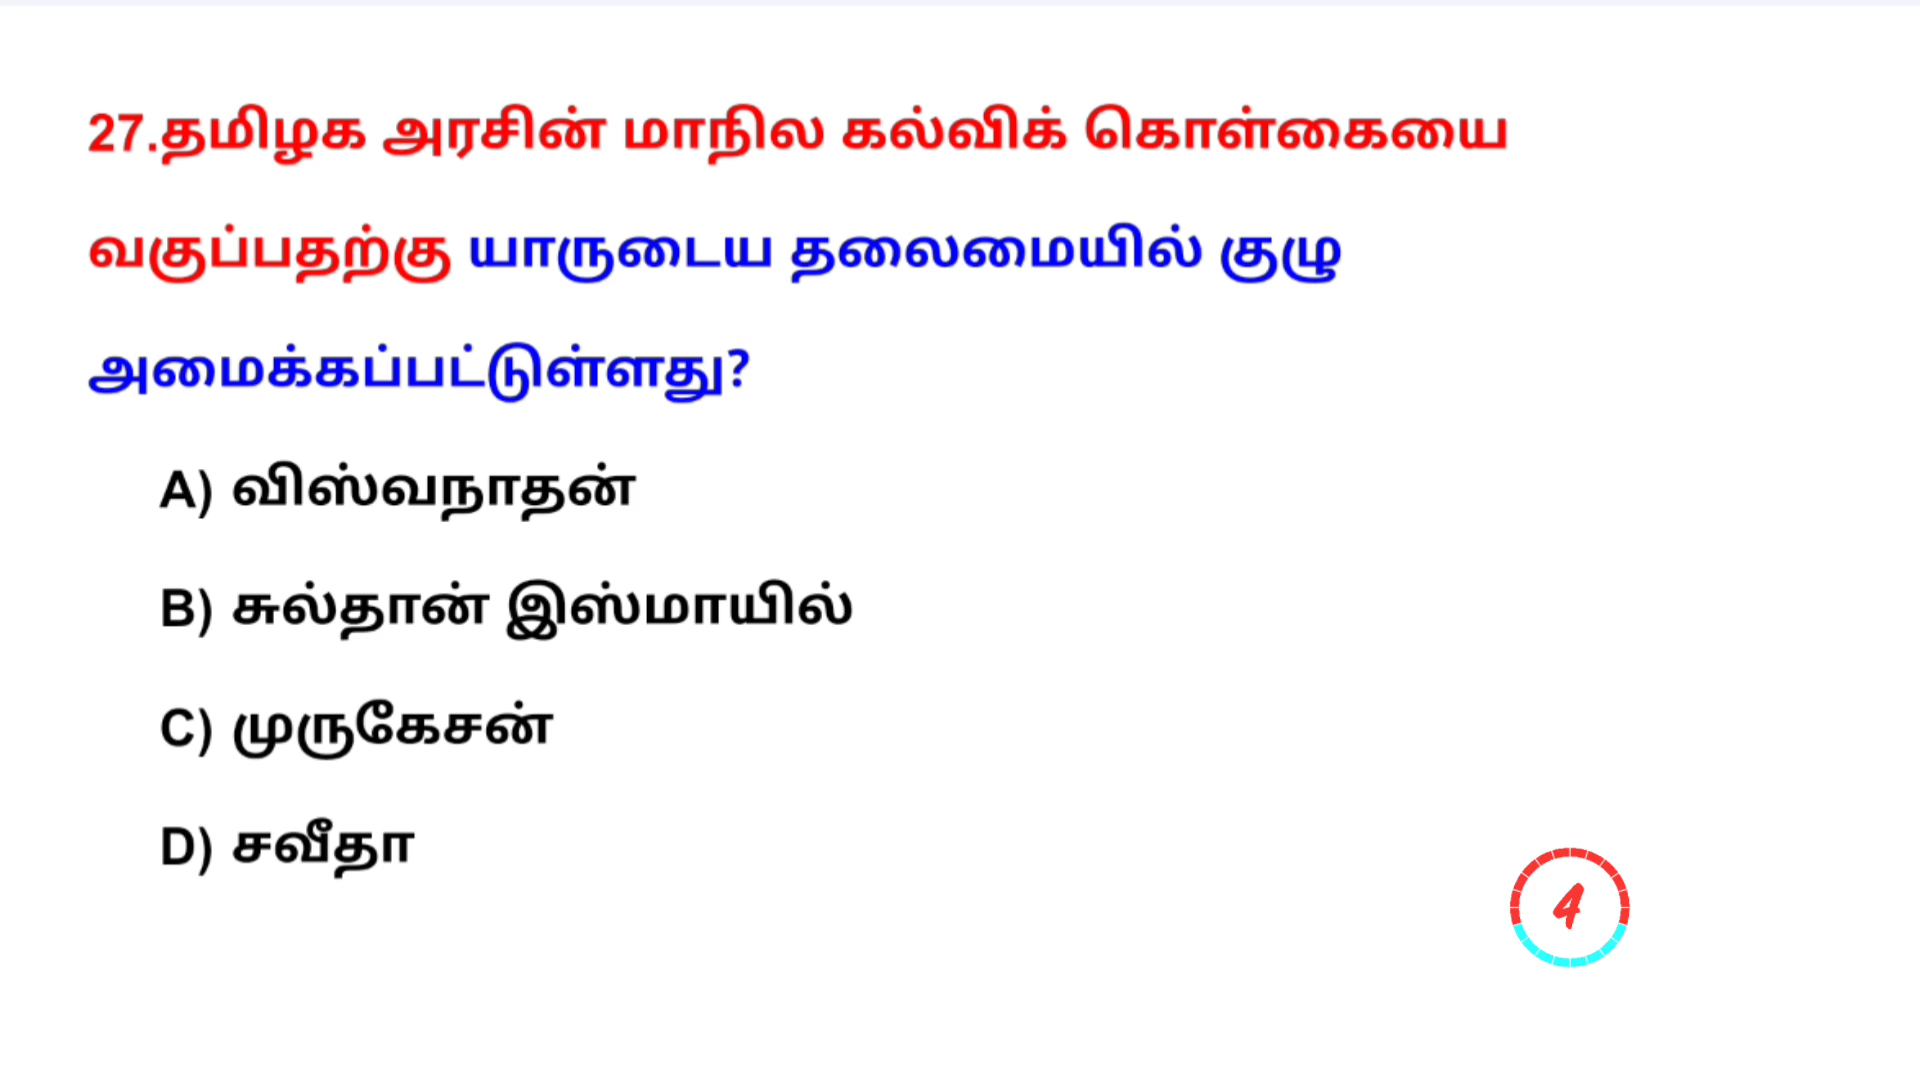 27.தமிழக அரசின் மாநில கல்விக் கொள்கையை
வகுப்பதற்கு யாருடைய தலைமையில் குழு
அமைக்கப்பட்டுள்ளது?
A) விஸ்வநாதன்
B) சுல்தான் இஸ்மாயில்
C) முருகேசன்
D) சவீதா
4